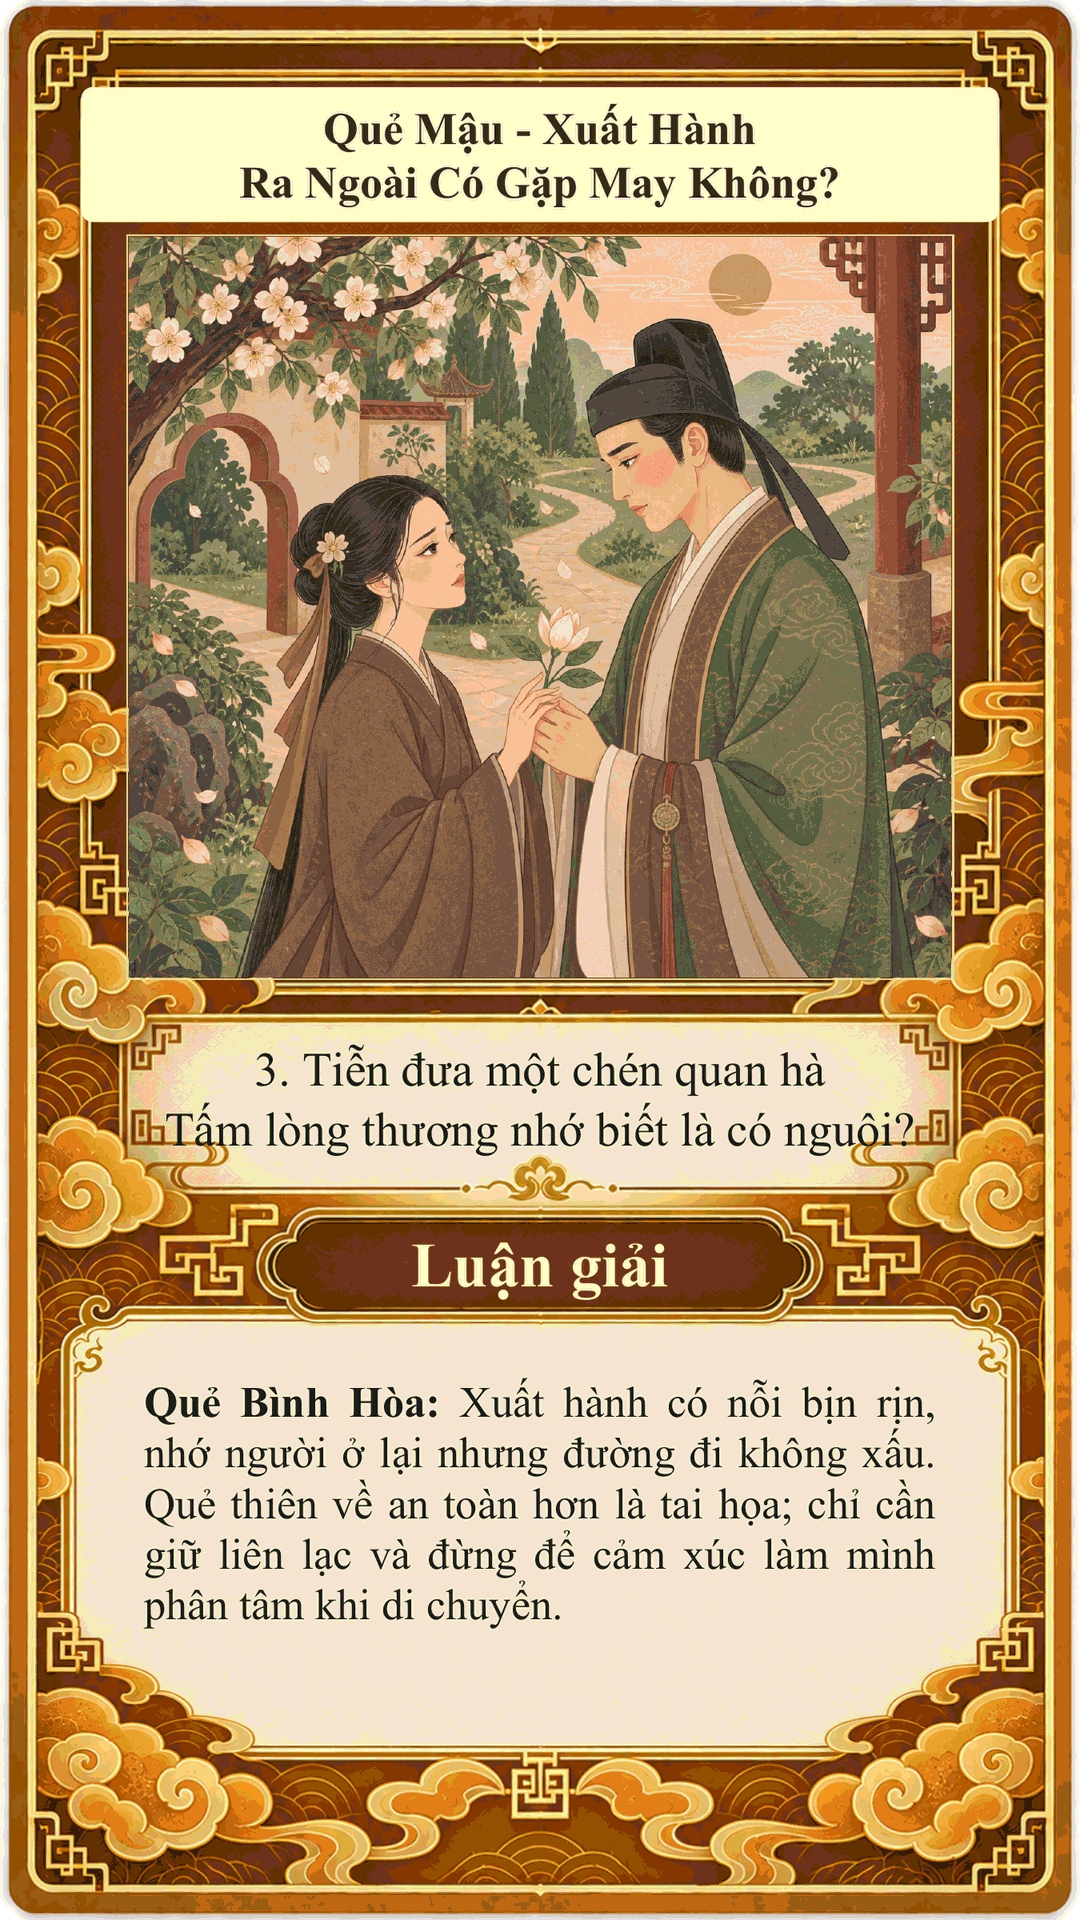 Quẻ Mậu - Xuất Hành
Ra Ngoài Có Gặp May Không?
3. Tiễn đưa một chén quan hà
Tấm lòng thương nhớ biết là có nguôi?
Luận giải
Quẻ Bình Hòa: Xuất hành có nỗi bịn rịn,
nhớ người ở lại nhưng đường đi không xấu.
Quẻ thiên về an toàn hơn là tai họa; chỉ cần
giữ liên lạc và đừng để cảm xúc làm mình
phân tâm khi di chuyển.